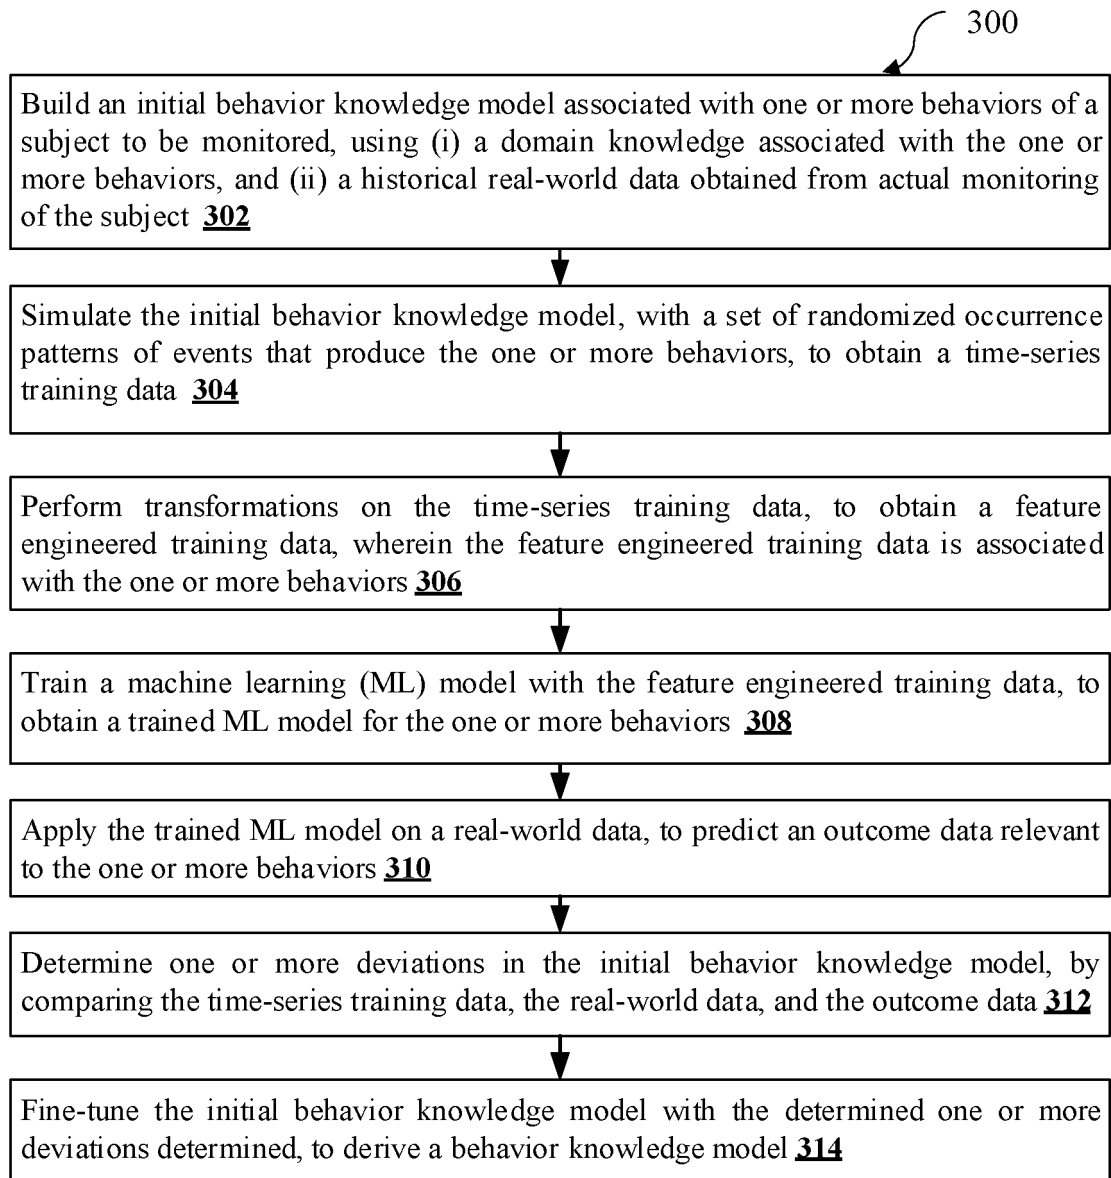 300
Build an initial behavior knowledge model associated with one or more behaviors of a
subject to be monitored, using (i) a domain knowledge associated with the one or
more behaviors, and (ii) a historical real-world data obtained from actual monitoring
of the subject 302
Simulate the initial behavior knowledge model, with a set of randomized occurrence
patterns of events that produce the one or more behaviors, to obtain a time-series
training data 304
Perform transformations on the time-series training data, to obtain a feature
engineered training data, wherein the feature engineered training data is associated
with the one or more behaviors 306
Train a machine learning (ML) model with the feature engineered training data, to
obtain a trained ML model for the one or more behaviors 308
Apply the trained ML model on a real-world data, to predict an outcome data relevant
to the one or more behaviors 310
Determine one or more deviations in the initial behavior knowledge model, by
comparing the time-series training data, the real-world data, and the outcome data 312
Fine-tune the initial behavior knowledge model with the determined one or more
deviations determined, to derive a behavior knowledge model 314